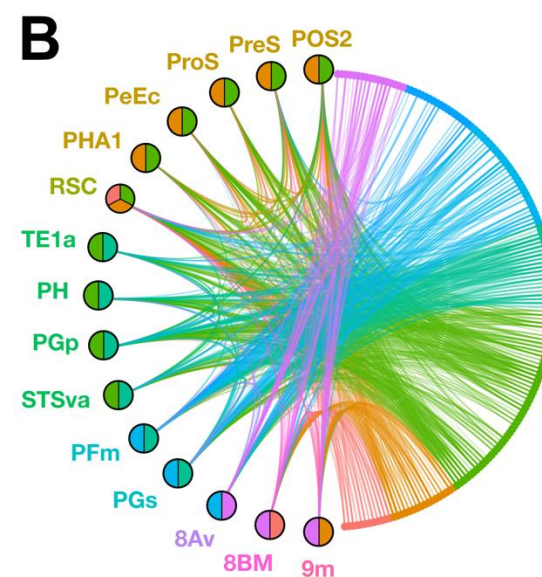 B
POS2
PreS
ProS
PeEc
PHA1
RSC
TE1a
PH
PGp
STSva
PFm
PGs
8Av
8BM
9m